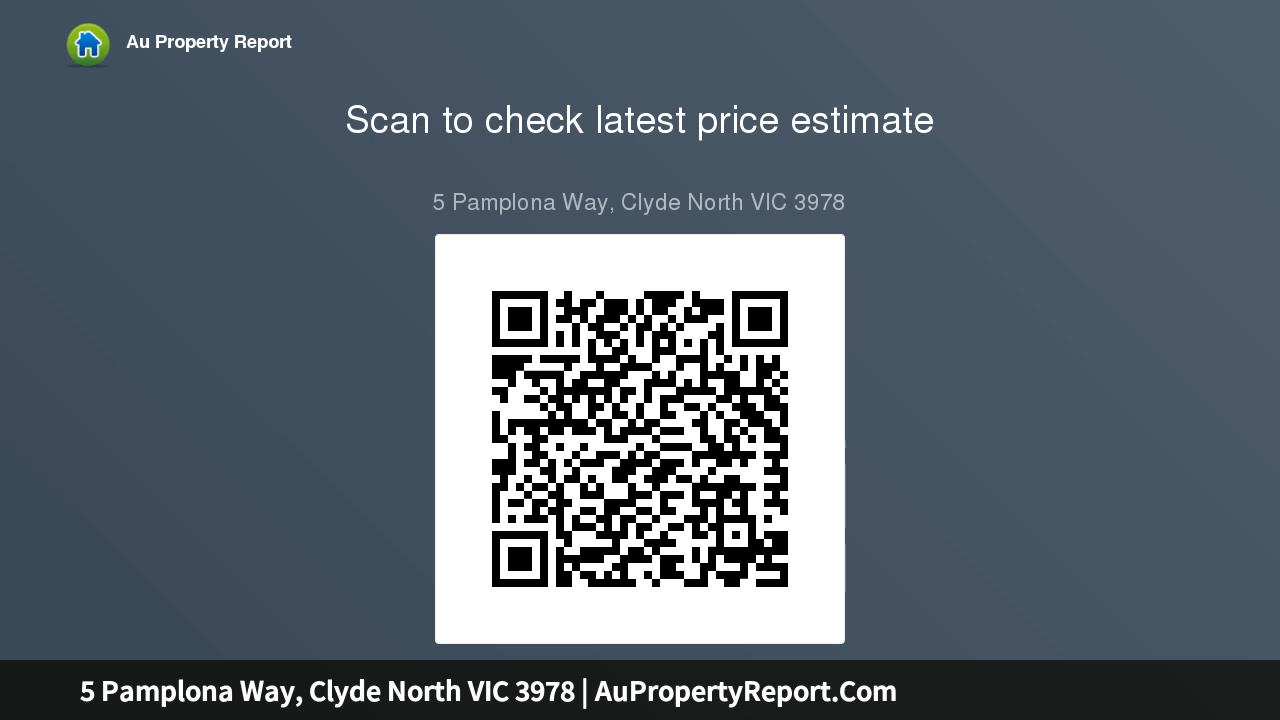 Au Property Report
Scan to check latest price estimate
5 Pamplona Way, Clyde North VIC 3978
5 Pamplona Way, Clyde North VIC 3978 | AuPropertyReport.Com